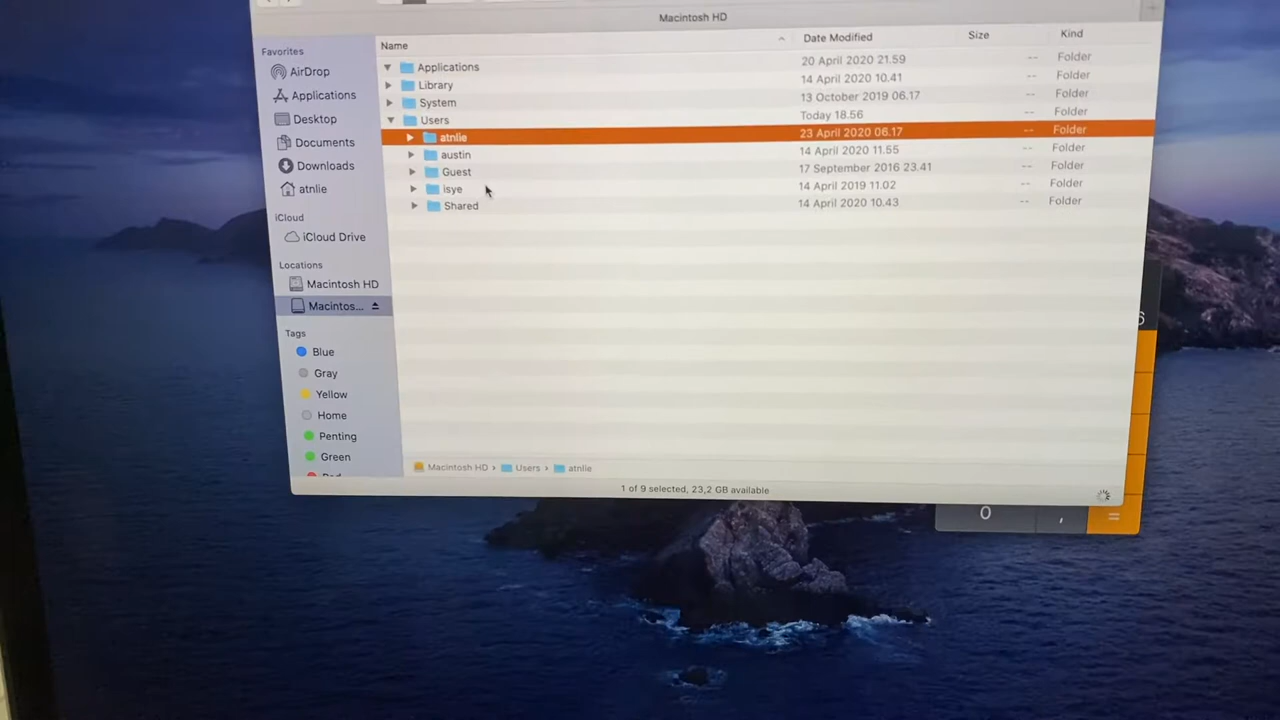 Macintosh HD
Name Date Modified Size Kind
Favorites
AirDrop
Applications
Desktop
Documents
Downloads
atnlie
iCloud
iCloud Drive
Locations
Macintosh HD
Macintos...
Tags
Blue
Gray
Yellow
Home
Penting
Green
Red
Applications 20 April 2020 21.59 -- Folder
Library 14 April 2020 10.41 -- Folder
System 13 October 2019 06.17 -- Folder
Users Today 18.56 -- Folder
atnlie 23 April 2020 06.17 -- Folder
austin 14 April 2020 11.55 -- Folder
Guest 17 September 2016 23.41 -- Folder
isye 14 April 2019 11.02 -- Folder
Shared 14 April 2020 10.43 -- Folder
Macintosh HD › Users › atnlie
1 of 9 selected, 23,2 GB available
6
0 , =